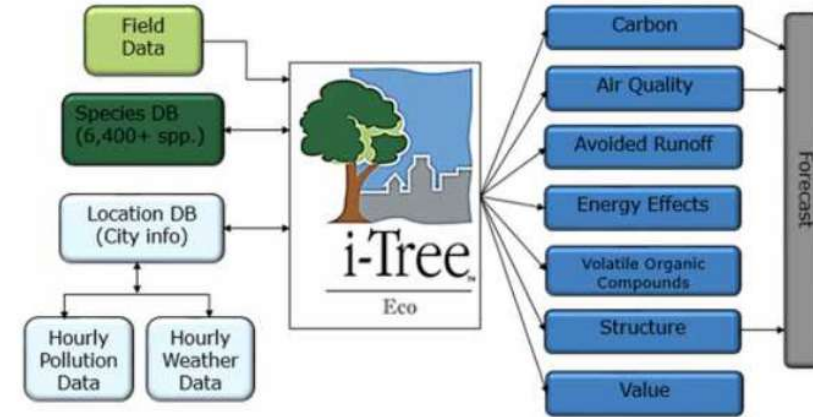 Field
Data
Species DB
(6,400+ spp.)
Location DB
(City info)
Hourly
Pollution
Data
Hourly
Weather
Data
i-Tree™
Eco
Carbon
Air Quality
Avoided Runoff
Energy Effects
Volatile Organic
Compounds
Structure
Value
Forecast